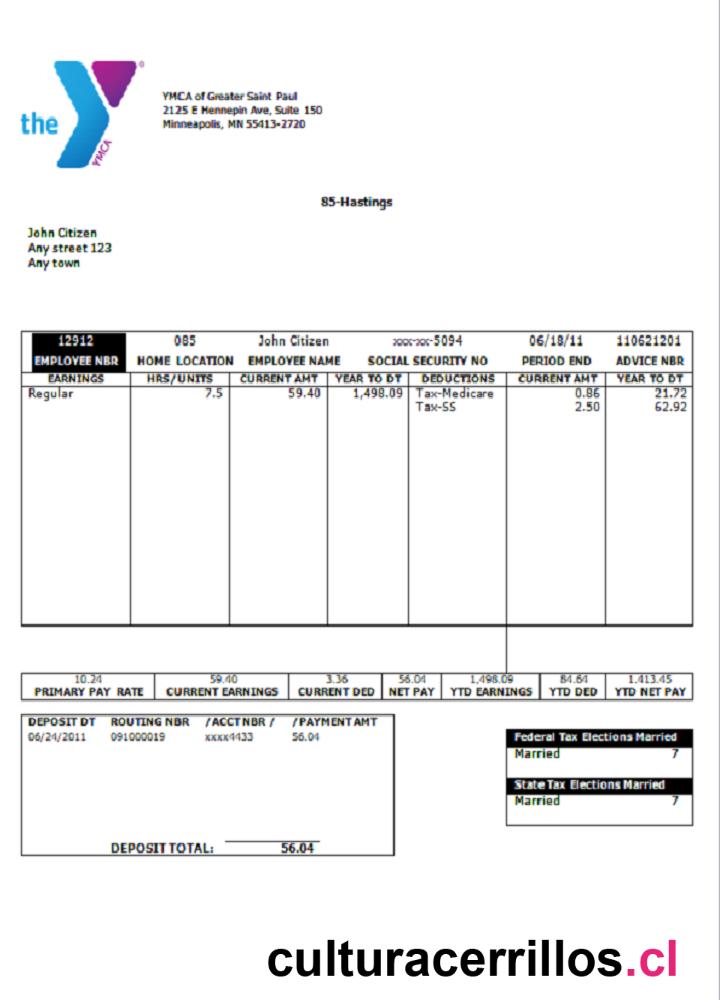 the
YMCA
YMCA of Greater Saint Paul
2125 E Hennepin Ave, Suite 150
Minneapolis, MN 55413-2720
85-Hastings
John Citizen
Any street 123
Any town
12912 085 John Citizen xxx-xx-5094 06/18/11 110621201
EMPLOYEE NBR HOME LOCATION EMPLOYEE NAME SOCIAL SECURITY NO PERIOD END ADVICE NBR
EARNINGS HRS/UNITS CURRENT AMT YEAR TO DT DEDUCTIONS CURRENT AMT YEAR TO DT
Regular 7.5 59.40 1,498.09 Tax-Medicare 0.86 21.72
Tax-SS 2.50 62.92
10.24 59.40 3.36 56.04 1,498.09 84.64 1.413.45
PRIMARY PAY RATE CURRENT EARNINGS CURRENT DED NET PAY YTD EARNINGS YTD DED YTD NET PAY
DEPOSIT DT ROUTING NBR /ACCT NBR / /PAYMENT AMT
06/24/2011 091000019 xxxx4433 56.04
DEPOSIT TOTAL: 56.04
Federal Tax Elections Married
Married 7
State Tax Elections Married
Married 7
culturacerrillos.cl